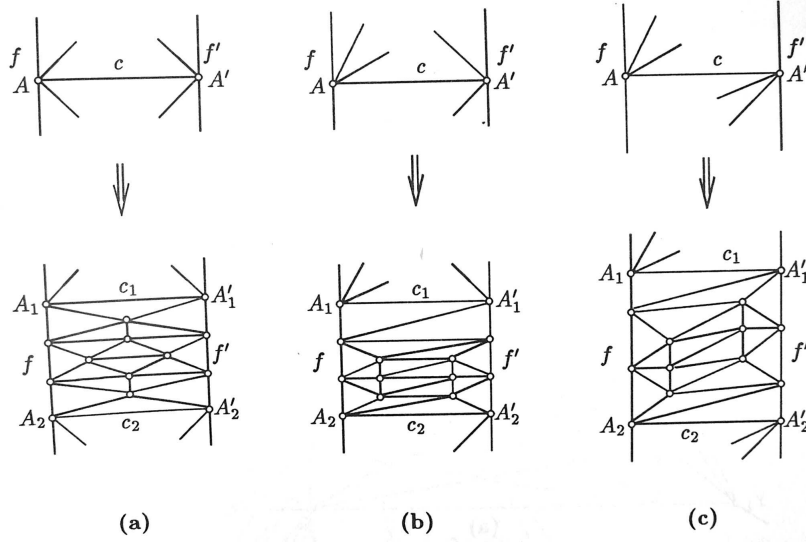 f c f′ A A′
f c f′ A A′
f c f′ A A′
A₁ c₁ A′₁
f f′
A₂ c₂ A′₂
A₁ c₁ A′₁
f f′
A₂ c₂ A′₂
A₁ c₁ A′₁
f f′
A₂ c₂ A′₂
(a) (b) (c)